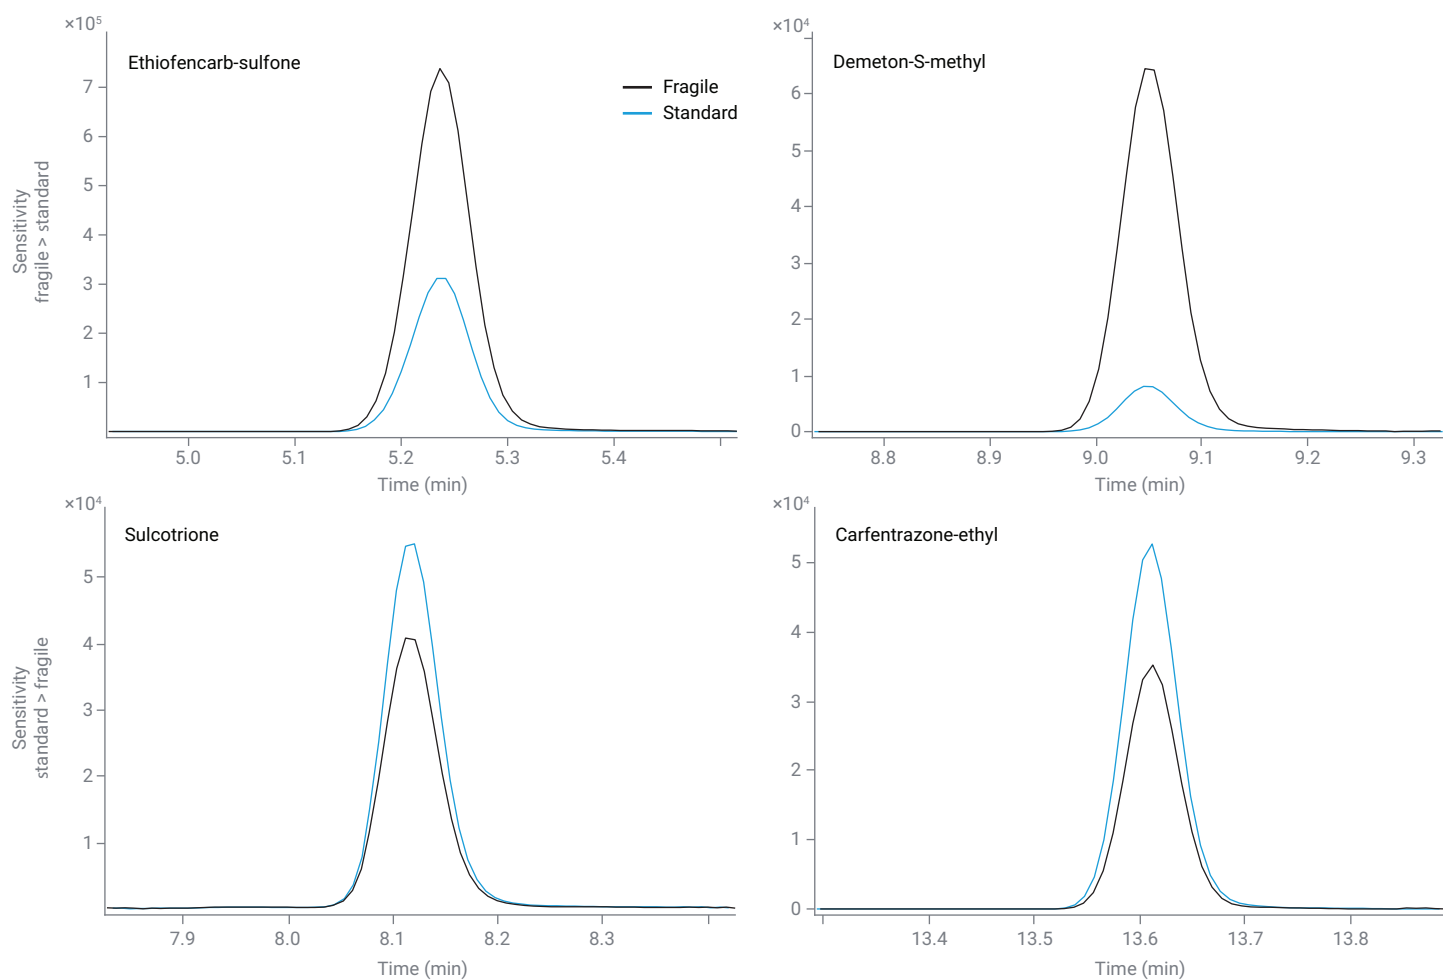 ×10⁵
Ethiofencarb-sulfone
Fragile
Standard
7
6
5
4
3
2
1
Sensitivity
fragile > standard
5.0 5.1 5.2 5.3 5.4
Time (min)
×10⁴
Demeton-S-methyl
6
5
4
3
2
1
0
8.8 8.9 9.0 9.1 9.2 9.3
Time (min)
×10⁴
Sulcotrione
5
4
3
2
1
Sensitivity
standard > fragile
7.9 8.0 8.1 8.2 8.3
Time (min)
×10⁴
Carfentrazone-ethyl
5
4
3
2
1
0
13.4 13.5 13.6 13.7 13.8
Time (min)